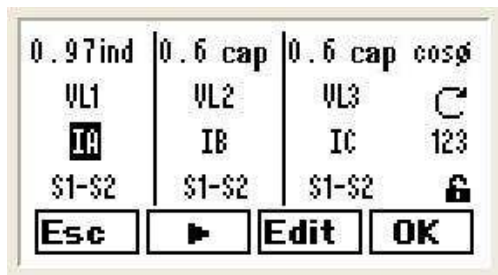 0.97ind 0.6 cap 0.6 cap cosø
VL1 VL2 VL3
IA IB IC 123
S1-S2 S1-S2 S1-S2
Esc Edit OK